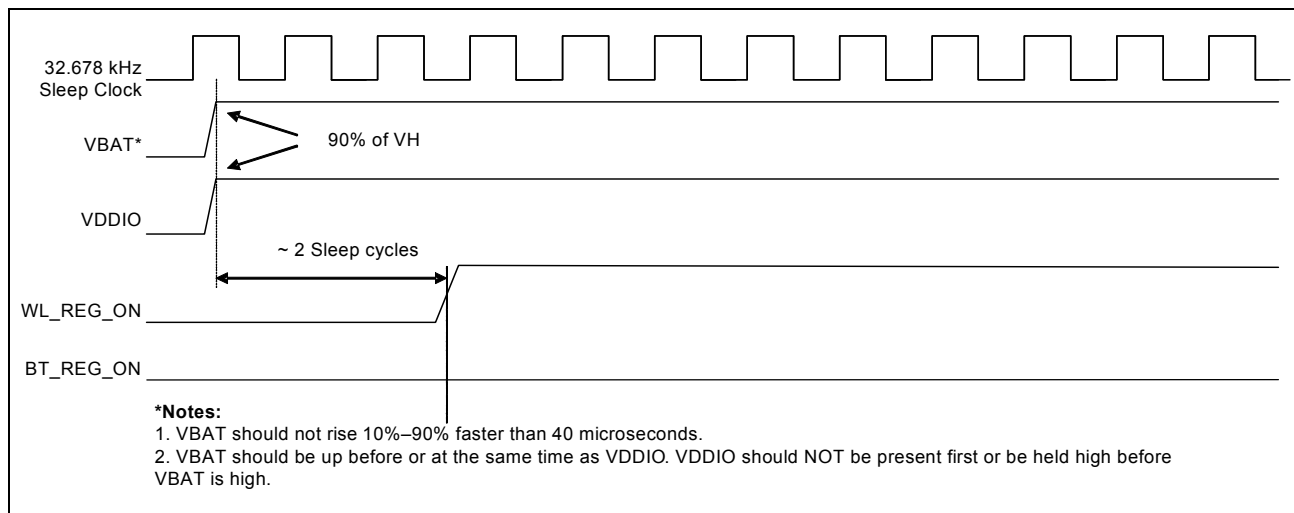 32.678 kHz
Sleep Clock
90% of VH
VBAT*
VDDIO
~ 2 Sleep cycles
WL_REG_ON
BT_REG_ON
*Notes:
1. VBAT should not rise 10%–90% faster than 40 microseconds.
2. VBAT should be up before or at the same time as VDDIO. VDDIO should NOT be present first or be held high before
VBAT is high.